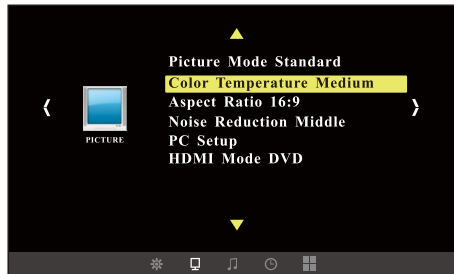 Picture Mode Standard
Color Temperature Medium
Aspect Ratio 16:9
Noise Reduction Middle
PC Setup
HDMI Mode DVD
PICTURE